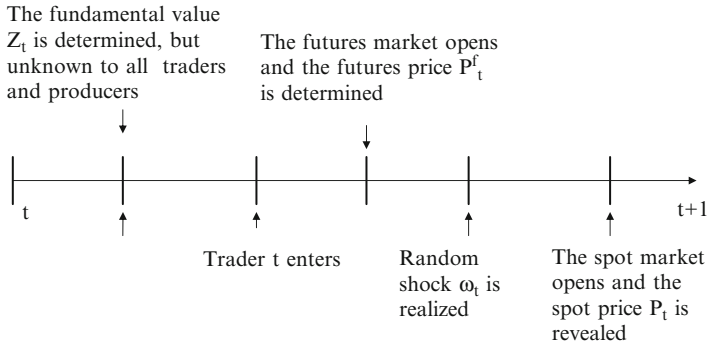 The fundamental value
Z_t is determined, but
unknown to all traders
and producers
The futures market opens
and the futures price P^f_t
is determined
t
t+1
Trader t enters
Random
shock ω_t is
realized
The spot market
opens and the
spot price P_t is
revealed